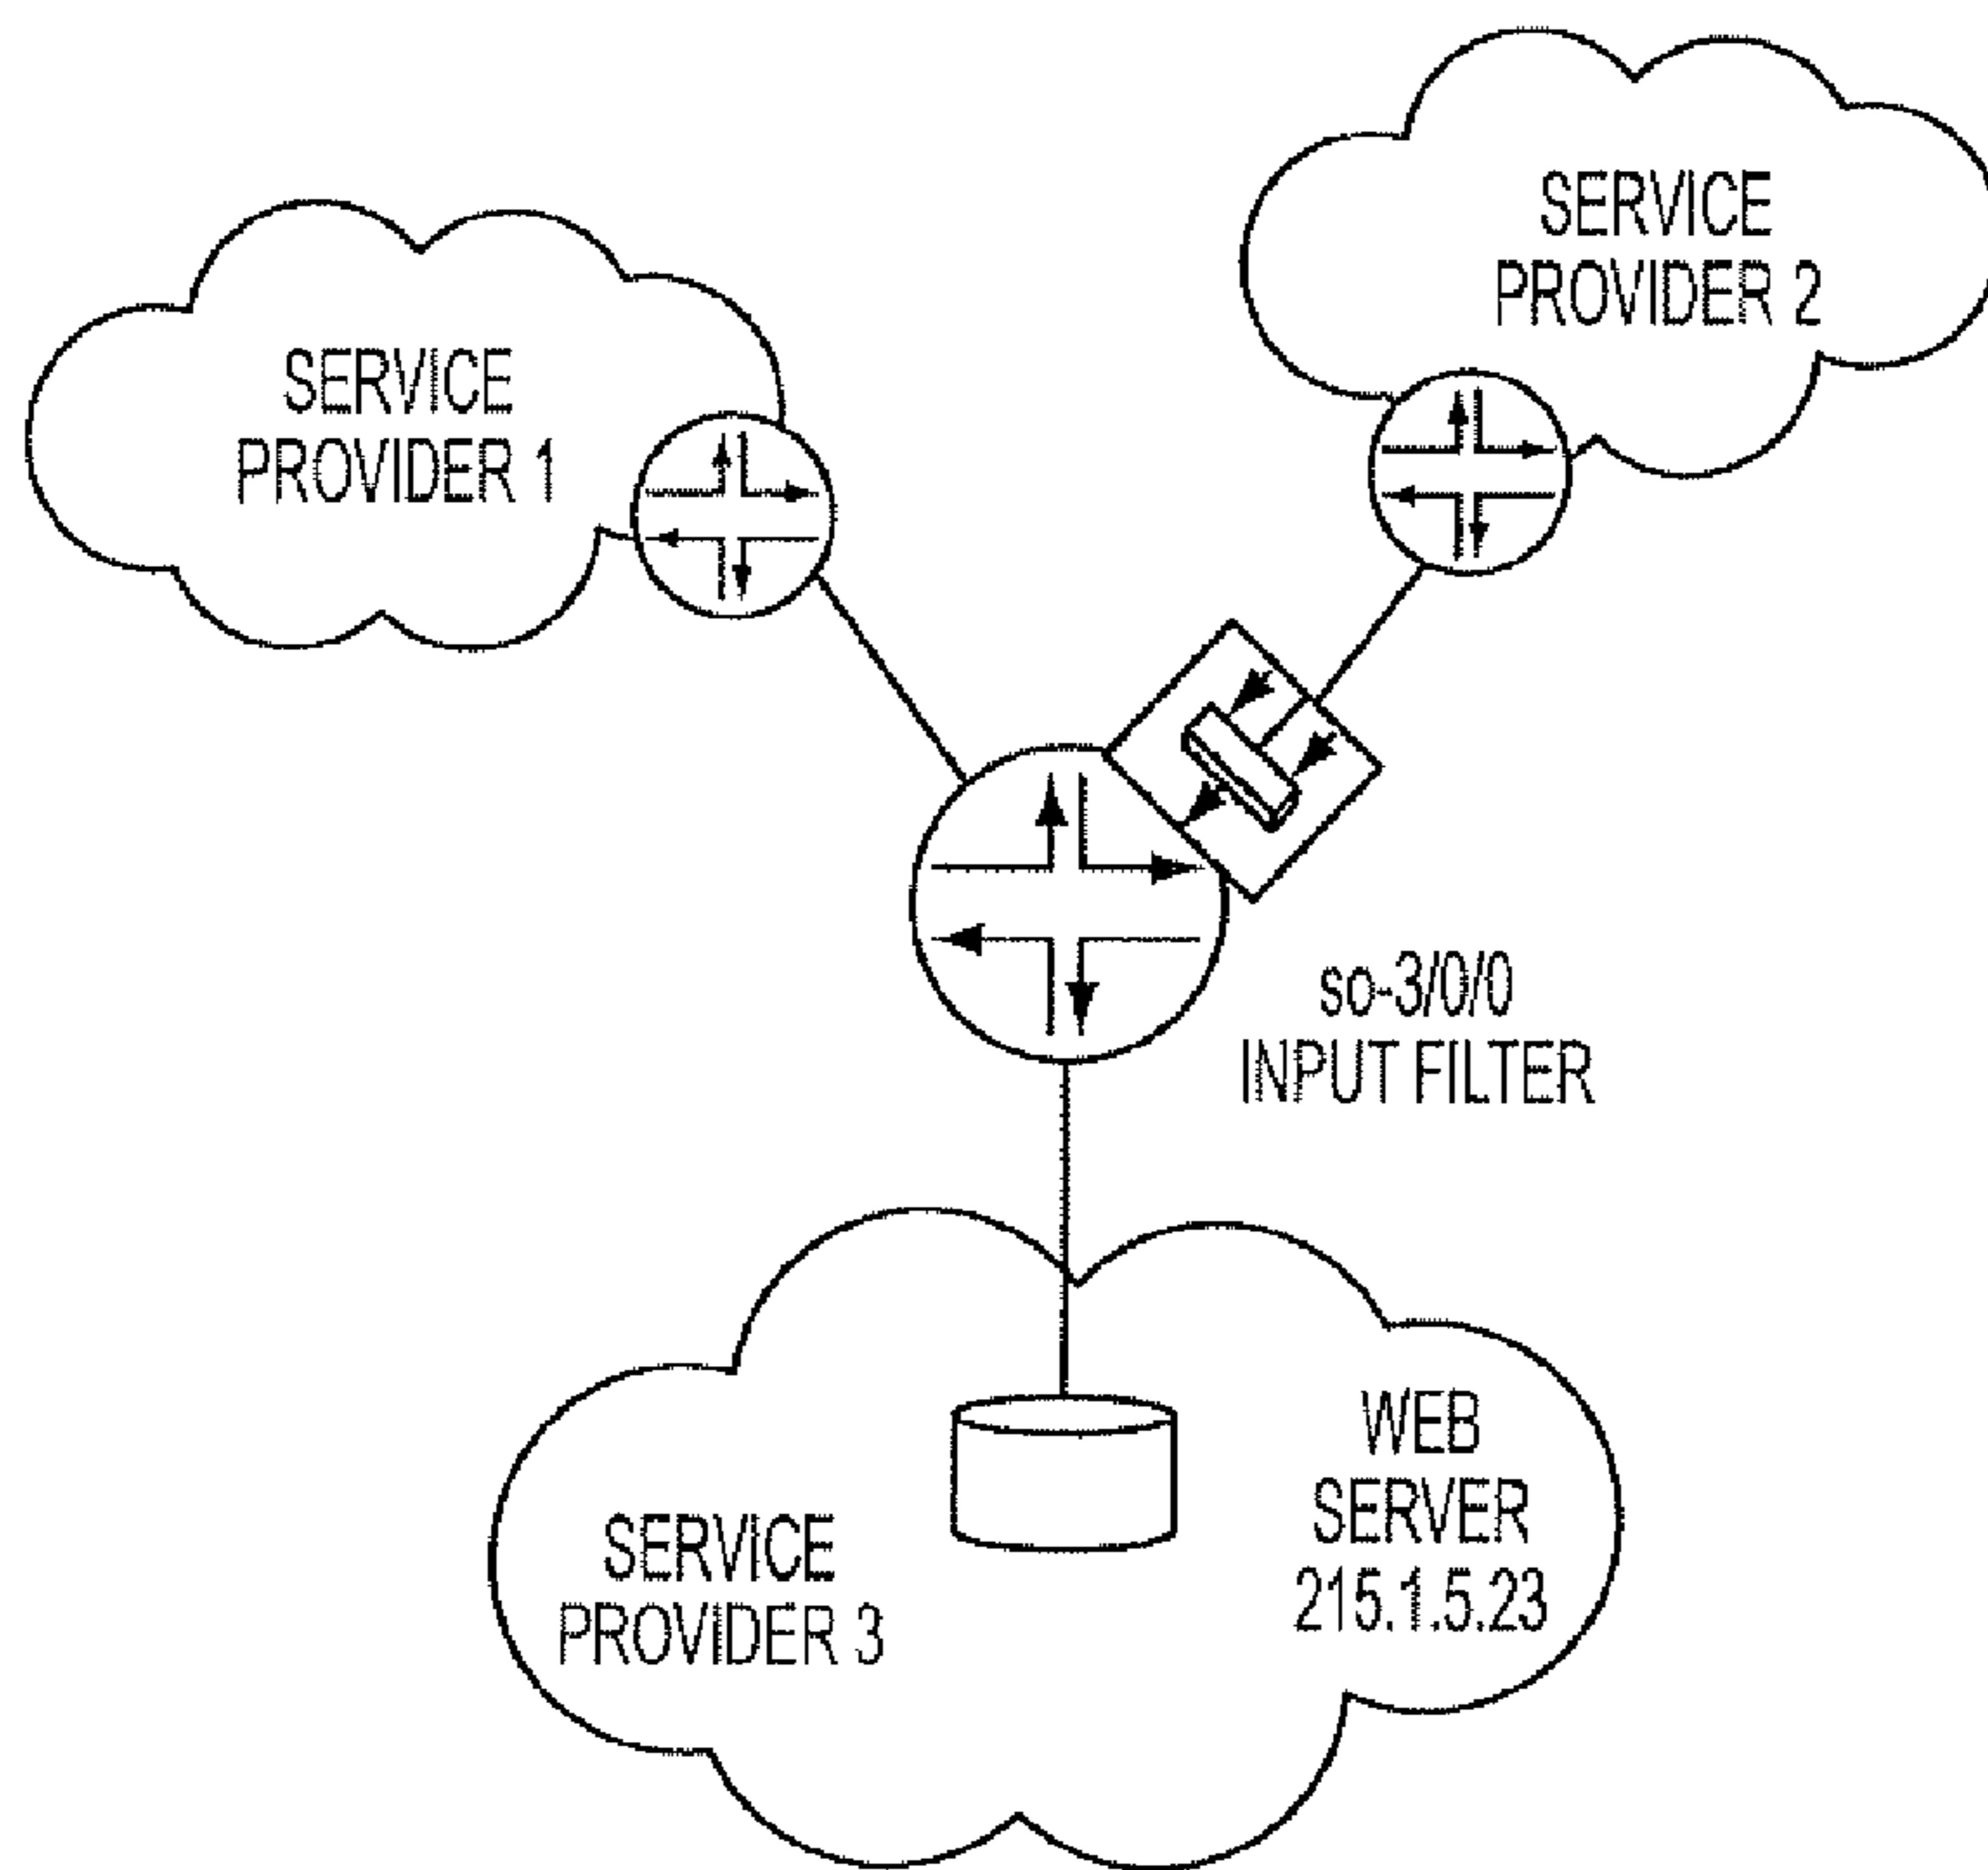 SERVICE
PROVIDER 2
SERVICE
PROVIDER 1
so-3/0/0
INPUT FILTER
WEB
SERVER
215.1.5.23
SERVICE
PROVIDER 3